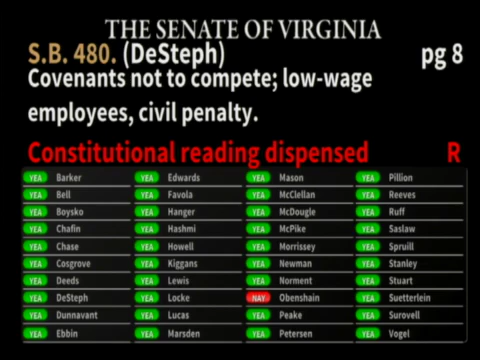 THE SENATE OF VIRGINIA
S.B. 480. (DeSteph) pg 8
Covenants not to compete; low-wage
employees, civil penalty.
Constitutional reading dispensed R
YEA Barker YEA Edwards YEA Mason YEA Pillion
YEA Bell YEA Favola YEA McClellan YEA Reeves
YEA Boysko YEA Hanger YEA McDougle YEA Ruff
YEA Chafin YEA Hashmi YEA McPike YEA Saslaw
YEA Chase YEA Howell YEA Morrissey YEA Spruill
YEA Cosgrove YEA Kiggans YEA Newman YEA Stanley
YEA Deeds YEA Lewis YEA Norment YEA Stuart
YEA DeSteph YEA Locke NAY Obenshain YEA Suetterlein
YEA Dunnavant YEA Lucas YEA Peake YEA Surovell
YEA Ebbin YEA Marsden YEA Petersen YEA Vogel